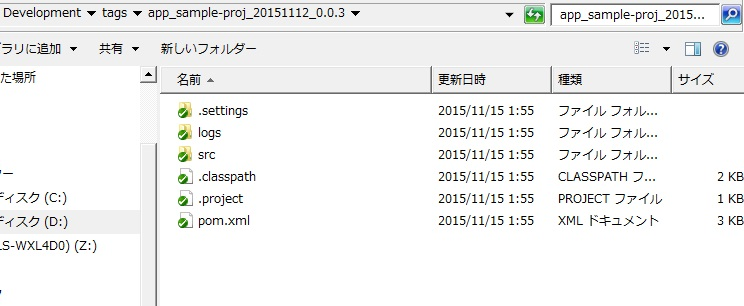 Development ▼ tags ▼ app_sample-proj_20151112_0.0.3 ▼
app_sample-proj_2015...
ブラリに追加 ▼ 共有 ▼ 新しいフォルダー
た場所
名前 更新日時 種類 サイズ
.settings 2015/11/15 1:55 ファイル フォル...
logs 2015/11/15 1:55 ファイル フォル...
src 2015/11/15 1:55 ファイル フォル...
ー
.classpath 2015/11/15 1:55 CLASSPATH フ... 2 KB
ディスク (C:)
.project 2015/11/15 1:55 PROJECT ファイル 1 KB
ディスク (D:)
pom.xml 2015/11/15 1:55 XML ドキュメント 3 KB
LS-WXL4D0) (Z:)